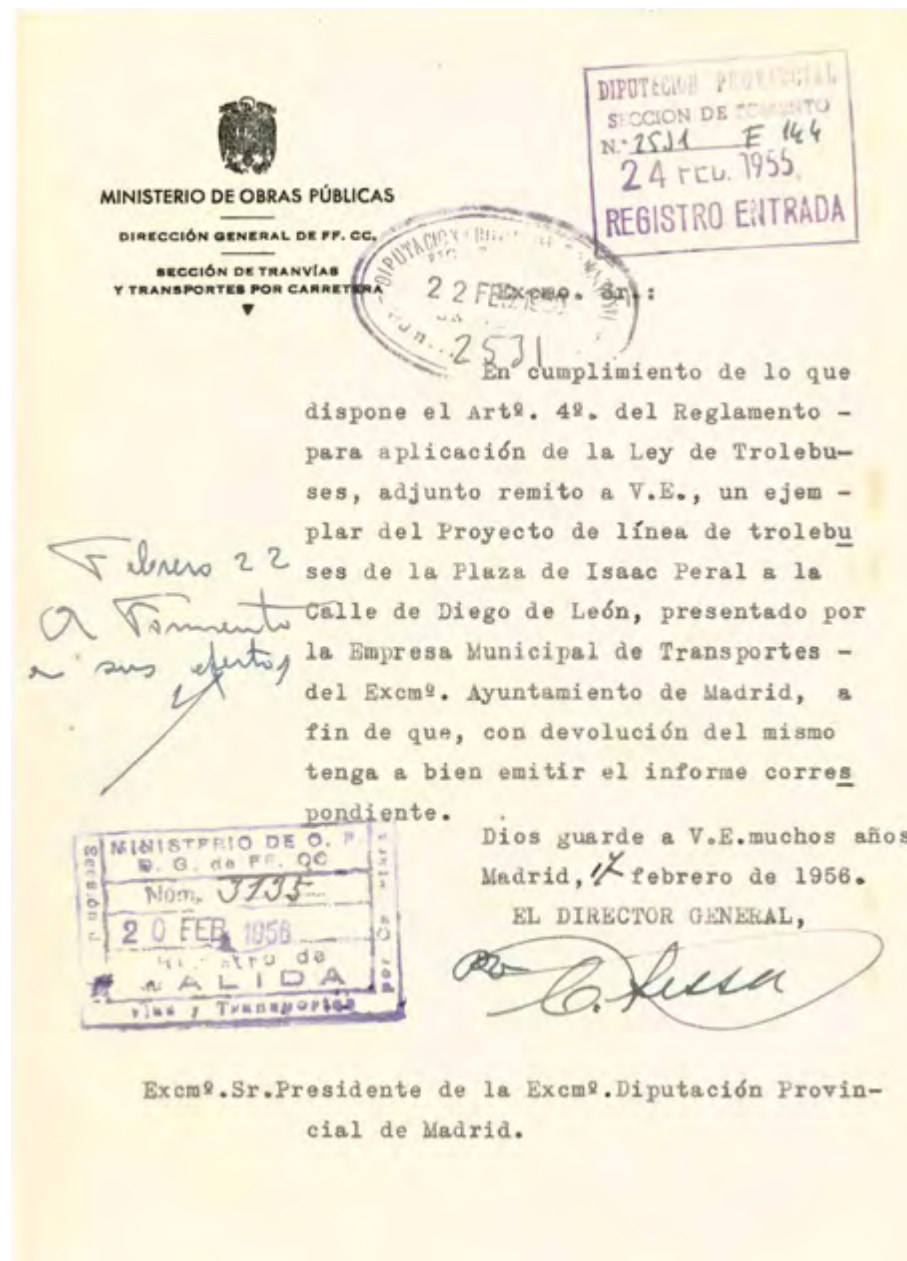 MINISTERIO DE OBRAS PÚBLICAS
DIRECCIÓN GENERAL DE FF. CC.
SECCIÓN DE TRANVÍAS
Y TRANSPORTES POR CARRETERA
DIPUTACION PROVINCIAL
SECCION DE FOMENTO
N.º 2531 E 144
24 FEB. 1955
REGISTRO ENTRADA
22 FEB
2531
Excmo. Sr.:
En cumplimiento de lo que
dispone el Artº. 4º. del Reglamento -
para aplicación de la Ley de Trolebu-
ses, adjunto remito a V.E., un ejem -
plar del Proyecto de línea de trolebu
ses de la Plaza de Isaac Peral a la
Calle de Diego de León, presentado por
la Empresa Municipal de Transportes -
del Excmº. Ayuntamiento de Madrid, a
fin de que, con devolución del mismo
tenga a bien emitir el informe corres
pondiente.
Febrero 22
A Fomento
a sus efectos
Dios guarde a V.E.muchos años
Madrid, 17 febrero de 1956.
EL DIRECTOR GENERAL,
MINISTERIO DE O. P.
D. G. de FF. CC
Núm. 3135
20 FEB 1956
Registro de
SALIDA
vías y Transportes
Excmº.Sr.Presidente de la Excmº.Diputación Provin-
cial de Madrid.